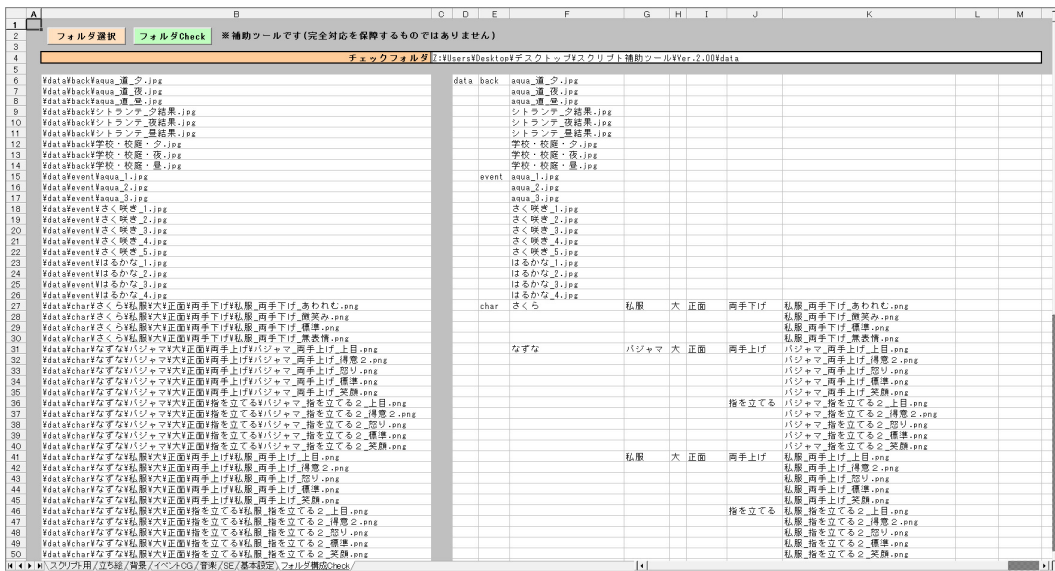 A B C D E F G H I J K L M
1
2 フォルダ選択 フォルダCheck ※補助ツールです(完全対応を保障するものではありません)
3
4 チェックフォルダ Z:¥Users¥Desktop¥デスクトップ¥スクリプト補助ツール¥Ver.2.00¥data
5
6 ¥data¥back¥aqua_道_夕.jpg data back aqua_道_夕.jpg
7 ¥data¥back¥aqua_道_夜.jpg aqua_道_夜.jpg
8 ¥data¥back¥aqua_道_昼.jpg aqua_道_昼.jpg
9 ¥data¥back¥シトランテ_夕結果.jpg シトランテ_夕結果.jpg
10 ¥data¥back¥シトランテ_夜結果.jpg シトランテ_夜結果.jpg
11 ¥data¥back¥シトランテ_昼結果.jpg シトランテ_昼結果.jpg
12 ¥data¥back¥学校・校庭・夕.jpg 学校・校庭・夕.jpg
13 ¥data¥back¥学校・校庭・夜.jpg 学校・校庭・夜.jpg
14 ¥data¥back¥学校・校庭・昼.jpg 学校・校庭・昼.jpg
15 ¥data¥event¥aqua_1.jpg event aqua_1.jpg
16 ¥data¥event¥aqua_2.jpg aqua_2.jpg
17 ¥data¥event¥aqua_3.jpg aqua_3.jpg
18 ¥data¥event¥さく咲き_1.jpg さく咲き_1.jpg
19 ¥data¥event¥さく咲き_2.jpg さく咲き_2.jpg
20 ¥data¥event¥さく咲き_3.jpg さく咲き_3.jpg
21 ¥data¥event¥さく咲き_4.jpg さく咲き_4.jpg
22 ¥data¥event¥さく咲き_5.jpg さく咲き_5.jpg
23 ¥data¥event¥はるかな_1.jpg はるかな_1.jpg
24 ¥data¥event¥はるかな_2.jpg はるかな_2.jpg
25 ¥data¥event¥はるかな_3.jpg はるかな_3.jpg
26 ¥data¥event¥はるかな_4.jpg はるかな_4.jpg
27 ¥data¥char¥さくら¥私服¥大¥正面¥両手下げ¥私服_両手下げ_あわれむ.png char さくら 私服 大 正面 両手下げ 私服_両手下げ_あわれむ.png
28 ¥data¥char¥さくら¥私服¥大¥正面¥両手下げ¥私服_両手下げ_微笑み.png 私服_両手下げ_微笑み.png
29 ¥data¥char¥さくら¥私服¥大¥正面¥両手下げ¥私服_両手下げ_標準.png 私服_両手下げ_標準.png
30 ¥data¥char¥さくら¥私服¥大¥正面¥両手下げ¥私服_両手下げ_無表情.png 私服_両手下げ_無表情.png
31 ¥data¥char¥なずな¥パジャマ¥大¥正面¥両手上げ¥パジャマ_両手上げ_上目.png なずな パジャマ 大 正面 両手上げ パジャマ_両手上げ_上目.png
32 ¥data¥char¥なずな¥パジャマ¥大¥正面¥両手上げ¥パジャマ_両手上げ_得意2.png パジャマ_両手上げ_得意2.png
33 ¥data¥char¥なずな¥パジャマ¥大¥正面¥両手上げ¥パジャマ_両手上げ_怒り.png パジャマ_両手上げ_怒り.png
34 ¥data¥char¥なずな¥パジャマ¥大¥正面¥両手上げ¥パジャマ_両手上げ_標準.png パジャマ_両手上げ_標準.png
35 ¥data¥char¥なずな¥パジャマ¥大¥正面¥両手上げ¥パジャマ_両手上げ_笑顔.png パジャマ_両手上げ_笑顔.png
36 ¥data¥char¥なずな¥パジャマ¥大¥正面¥指を立てる¥パジャマ_指を立てる2_上目.png 指を立てる パジャマ_指を立てる2_上目.png
37 ¥data¥char¥なずな¥パジャマ¥大¥正面¥指を立てる¥パジャマ_指を立てる2_得意2.png パジャマ_指を立てる2_得意2.png
38 ¥data¥char¥なずな¥パジャマ¥大¥正面¥指を立てる¥パジャマ_指を立てる2_怒り.png パジャマ_指を立てる2_怒り.png
39 ¥data¥char¥なずな¥パジャマ¥大¥正面¥指を立てる¥パジャマ_指を立てる2_標準.png パジャマ_指を立てる2_標準.png
40 ¥data¥char¥なずな¥パジャマ¥大¥正面¥指を立てる¥パジャマ_指を立てる2_笑顔.png パジャマ_指を立てる2_笑顔.png
41 ¥data¥char¥なずな¥私服¥大¥正面¥両手上げ¥私服_両手上げ_上目.png 私服 大 正面 両手上げ 私服_両手上げ_上目.png
42 ¥data¥char¥なずな¥私服¥大¥正面¥両手上げ¥私服_両手上げ_得意2.png 私服_両手上げ_得意2.png
43 ¥data¥char¥なずな¥私服¥大¥正面¥両手上げ¥私服_両手上げ_怒り.png 私服_両手上げ_怒り.png
44 ¥data¥char¥なずな¥私服¥大¥正面¥両手上げ¥私服_両手上げ_標準.png 私服_両手上げ_標準.png
45 ¥data¥char¥なずな¥私服¥大¥正面¥両手上げ¥私服_両手上げ_笑顔.png 私服_両手上げ_笑顔.png
46 ¥data¥char¥なずな¥私服¥大¥正面¥指を立てる¥私服_指を立てる2_上目.png 指を立てる 私服_指を立てる2_上目.png
47 ¥data¥char¥なずな¥私服¥大¥正面¥指を立てる¥私服_指を立てる2_得意2.png 私服_指を立てる2_得意2.png
48 ¥data¥char¥なずな¥私服¥大¥正面¥指を立てる¥私服_指を立てる2_怒り.png 私服_指を立てる2_怒り.png
49 ¥data¥char¥なずな¥私服¥大¥正面¥指を立てる¥私服_指を立てる2_標準.png 私服_指を立てる2_標準.png
50 ¥data¥char¥なずな¥私服¥大¥正面¥指を立てる¥私服_指を立てる2_笑顔.png 私服_指を立てる2_笑顔.png
スクリプト用/立ち絵/背景/イベントCG/音楽/SE/基本設定\フォルダ構成Check/